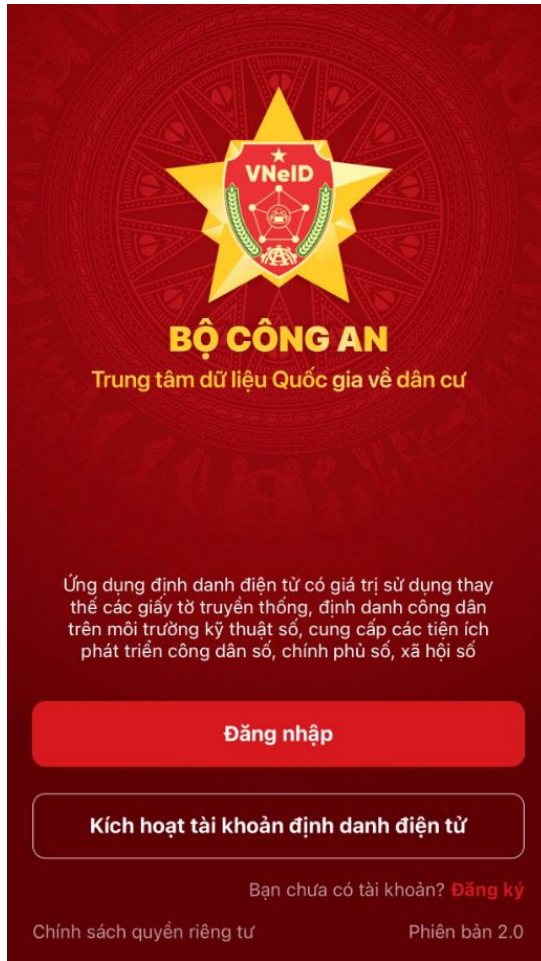 VNeID
BỘ CÔNG AN
Trung tâm dữ liệu Quốc gia về dân cư
Ứng dụng định danh điện tử có giá trị sử dụng thay
thế các giấy tờ truyền thống, định danh công dân
trên môi trường kỹ thuật số, cung cấp các tiện ích
phát triển công dân số, chính phủ số, xã hội số
Đăng nhập
Kích hoạt tài khoản định danh điện tử
Bạn chưa có tài khoản? Đăng ký
Chính sách quyền riêng tư
Phiên bản 2.0